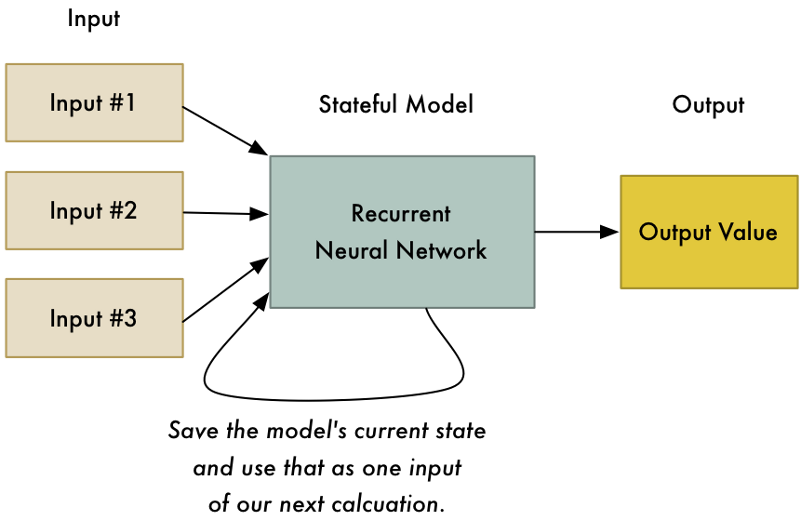 Input
Input #1
Input #2
Input #3
Stateful Model
Recurrent
Neural Network
Output
Output Value
Save the model's current state
and use that as one input
of our next calcuation.